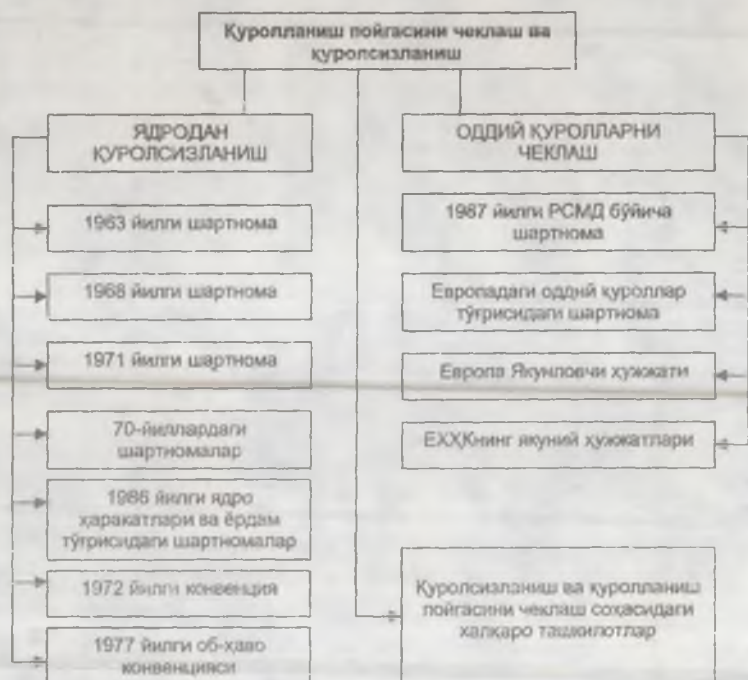 Қуролланиш пойгасини чеклаш ва
қуролсизланиш
ЯДРОДАН
ҚУРОЛСИЗЛАНИШ
1963 йилги шартнома
1968 йилги шартнома
1971 йилги шартнома
70-йиллардаги
шартномалар
1986 йилги ядро
ҳаракатлари ва ёрдам
тўғрисидаги шартномалар
1972 йилги конвенция
1977 йилги об-ҳаво
конвенцияси
ОДДИЙ ҚУРОЛЛАРНИ
ЧЕКЛАШ
1987 йилги РСМД бўйича
шартнома
Европадаги оддий қуроллар
тўғрисидаги шартнома
Европа Якунловчи ҳужжати
ЕХҲКнинг якуний ҳужжатлари
Қуролсизланиш ва қуролланиш
пойгасини чеклаш соҳасидаги
халқаро ташкилотлар